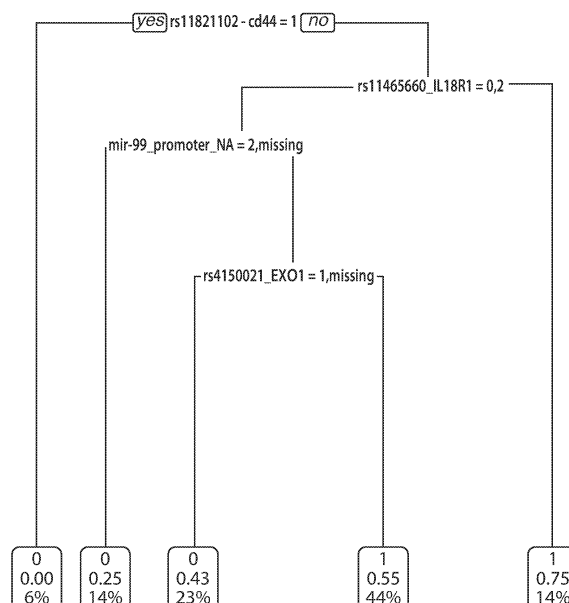 yes rs11821102 - cd44 = 1 no
rs11465660_IL18R1 = 0,2
mir-99_promoter_NA = 2,missing
rs4150021_EXO1 = 1,missing
0 0 0 1 1
0.00 0.25 0.43 0.55 0.75
6% 14% 23% 44% 14%